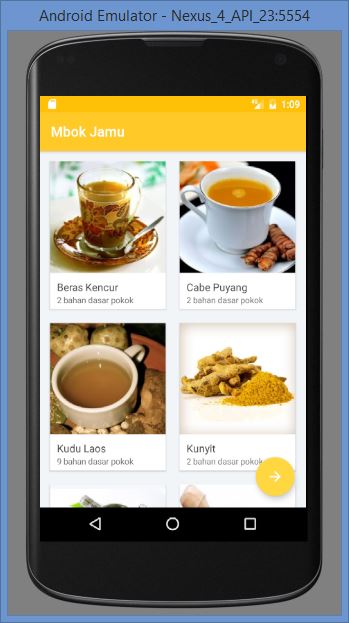 Android Emulator - Nexus_4_API_23:5554
4G 1:09
Mbok Jamu
Beras Kencur
2 bahan dasar pokok
Cabe Puyang
2 bahan dasar pokok
Kudu Laos
9 bahan dasar pokok
Kunyit
2 bahan dasar pokok